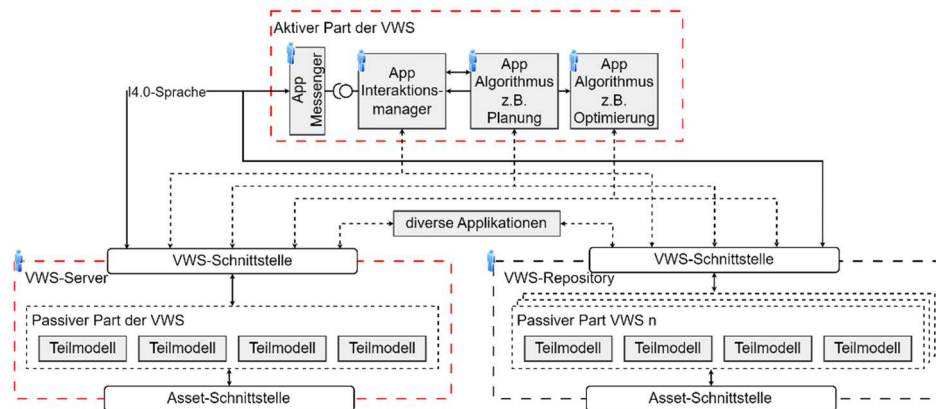 Aktiver Part der VWS
App
Messenger
App
Interaktions-
manager
App
Algorithmus
z.B.
Planung
App
Algorithmus
z.B.
Optimierung
I4.0-Sprache
diverse Applikationen
VWS-Schnittstelle
VWS-Schnittstelle
VWS-Server
VWS-Repository
Passiver Part der VWS
Passiver Part VWS n
Teilmodell
Teilmodell
Teilmodell
Teilmodell
Teilmodell
Teilmodell
Teilmodell
Teilmodell
Asset-Schnittstelle
Asset-Schnittstelle